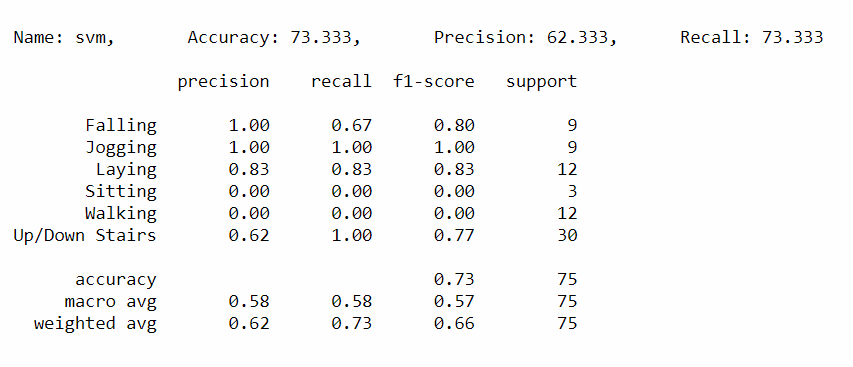 Name: svm, Accuracy: 73.333, Precision: 62.333, Recall: 73.333
precision recall f1-score support
Falling 1.00 0.67 0.80 9
Jogging 1.00 1.00 1.00 9
Laying 0.83 0.83 0.83 12
Sitting 0.00 0.00 0.00 3
Walking 0.00 0.00 0.00 12
Up/Down Stairs 0.62 1.00 0.77 30
accuracy 0.73 75
macro avg 0.58 0.58 0.57 75
weighted avg 0.62 0.73 0.66 75